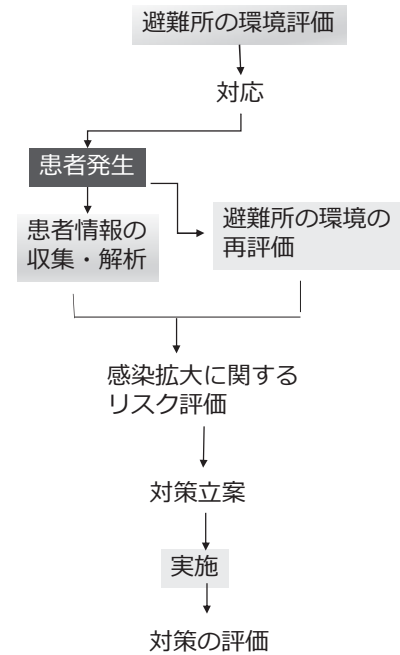 避難所の環境評価
対応
患者発生
患者情報の
収集・解析
避難所の環境の
再評価
感染拡大に関する
リスク評価
対策立案
実施
対策の評価